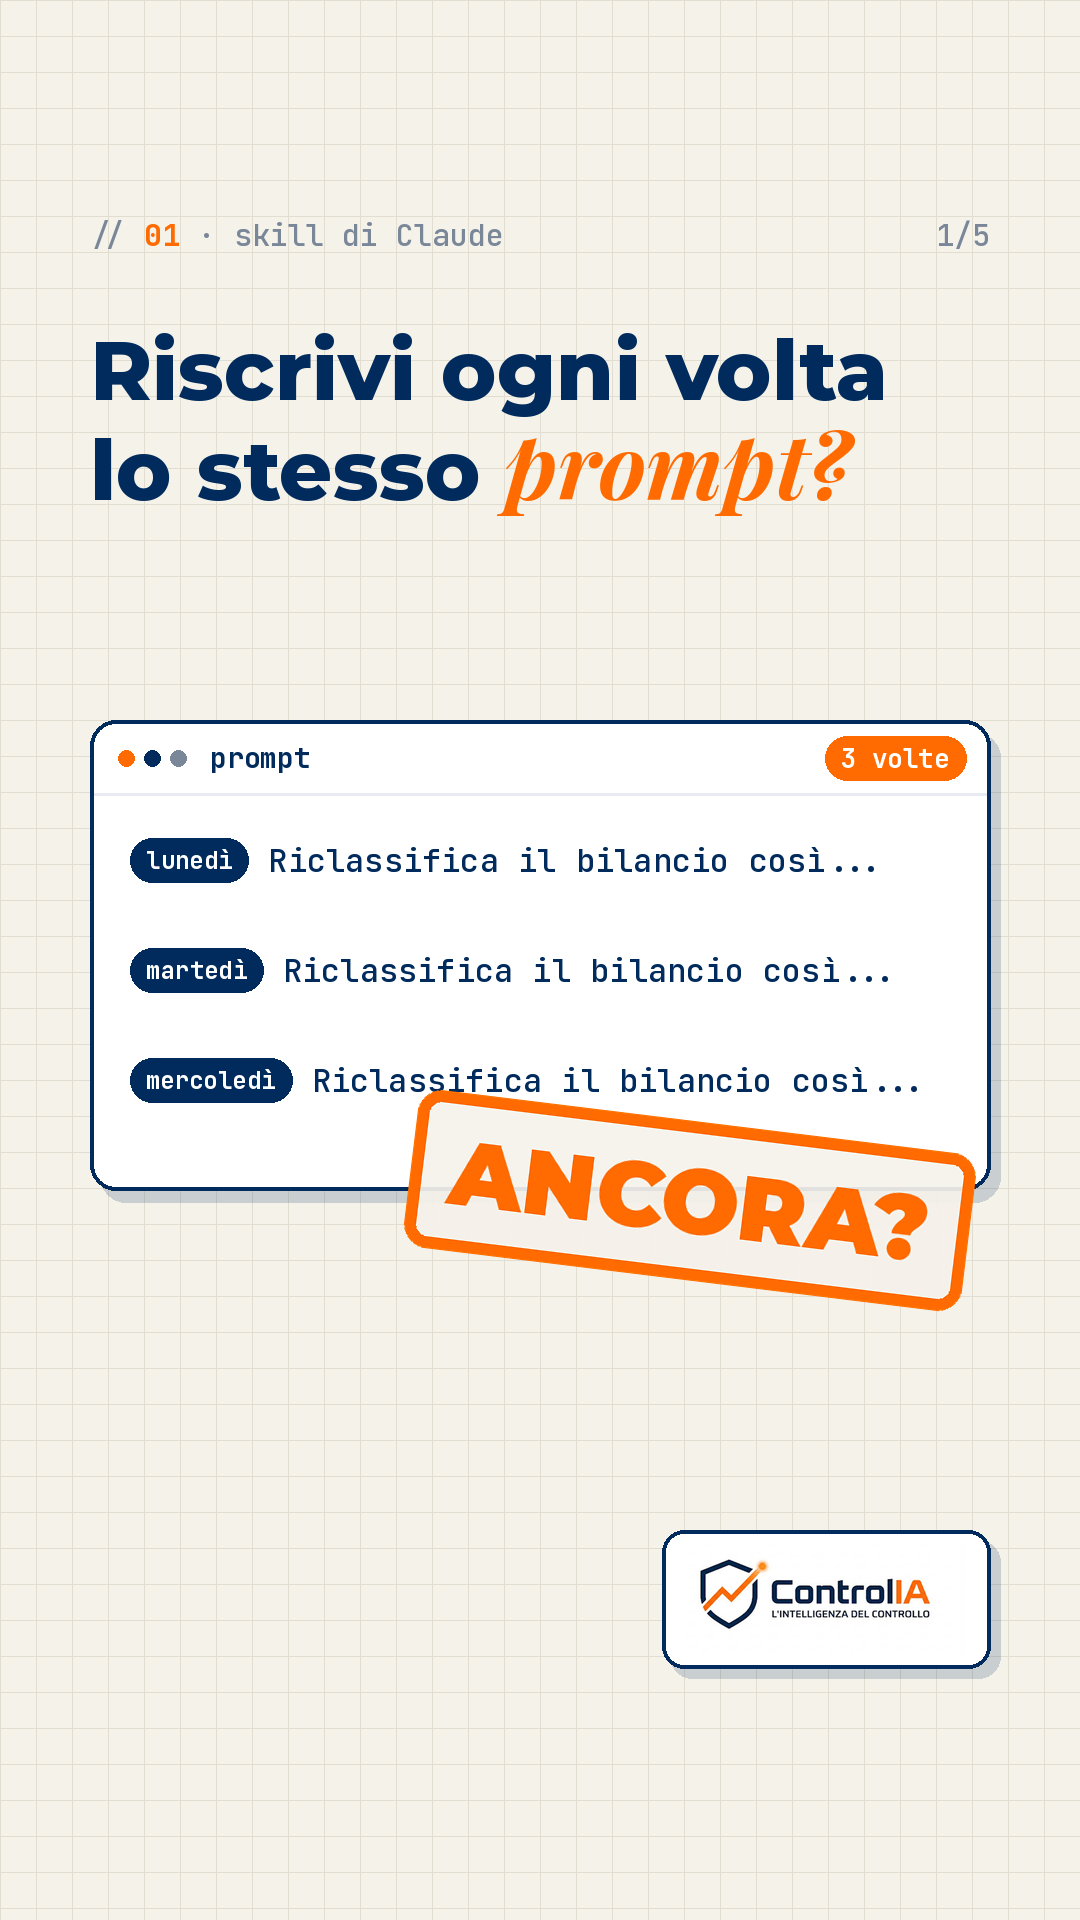 // 01 · skill di Claude 1/5
Riscrivi ogni volta
lo stesso prompt?
prompt 3 volte
lunedì Riclassifica il bilancio così...
martedì Riclassifica il bilancio così...
mercoledì Riclassifica il bilancio così...
ANCORA?
ControlIA
L'INTELLIGENZA DEL CONTROLLO